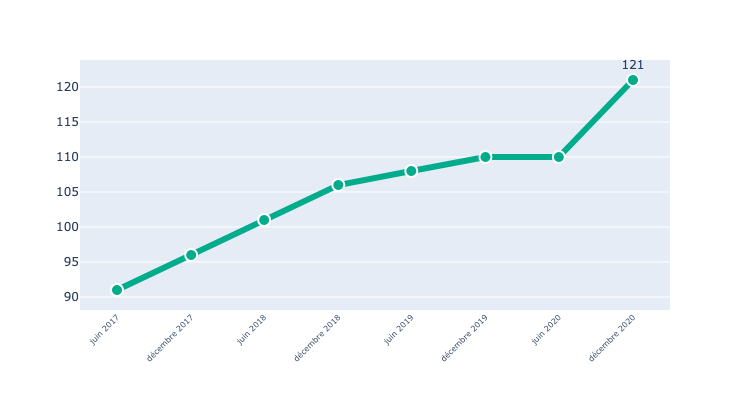 121
120
115
110
105
100
95
90
juin 2017
décembre 2017
juin 2018
décembre 2018
juin 2019
décembre 2019
juin 2020
décembre 2020